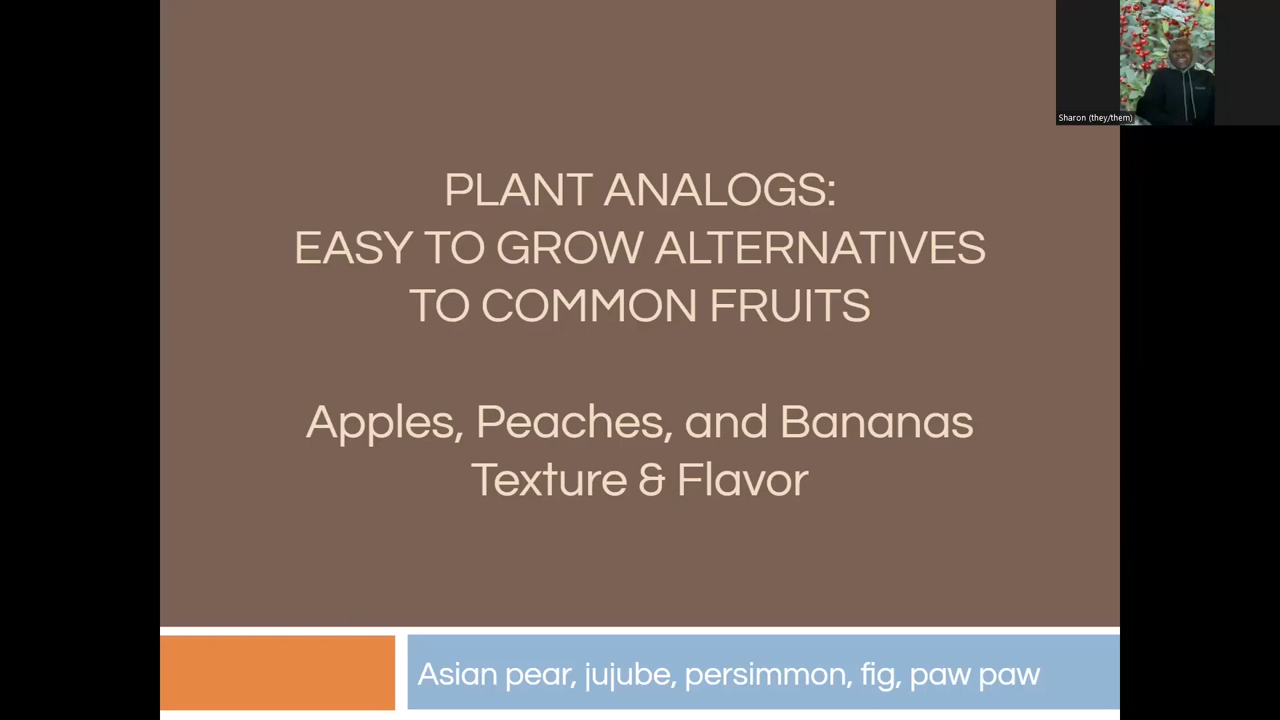 Sharon (they/them)
PLANT ANALOGS:
EASY TO GROW ALTERNATIVES
TO COMMON FRUITS
Apples, Peaches, and Bananas
Texture & Flavor
Asian pear, jujube, persimmon, fig, paw paw